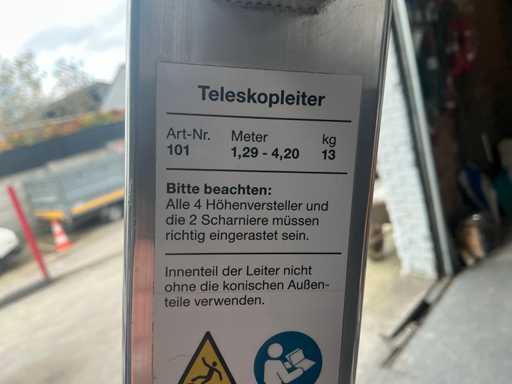 Teleskopleiter
Art-Nr. Meter kg
101 1,29 - 4,20 13
Bitte beachten:
Alle 4 Höhenversteller und
die 2 Scharniere müssen
richtig eingerastet sein.
Innenteil der Leiter nicht
ohne die konischen Außen-
teile verwenden.